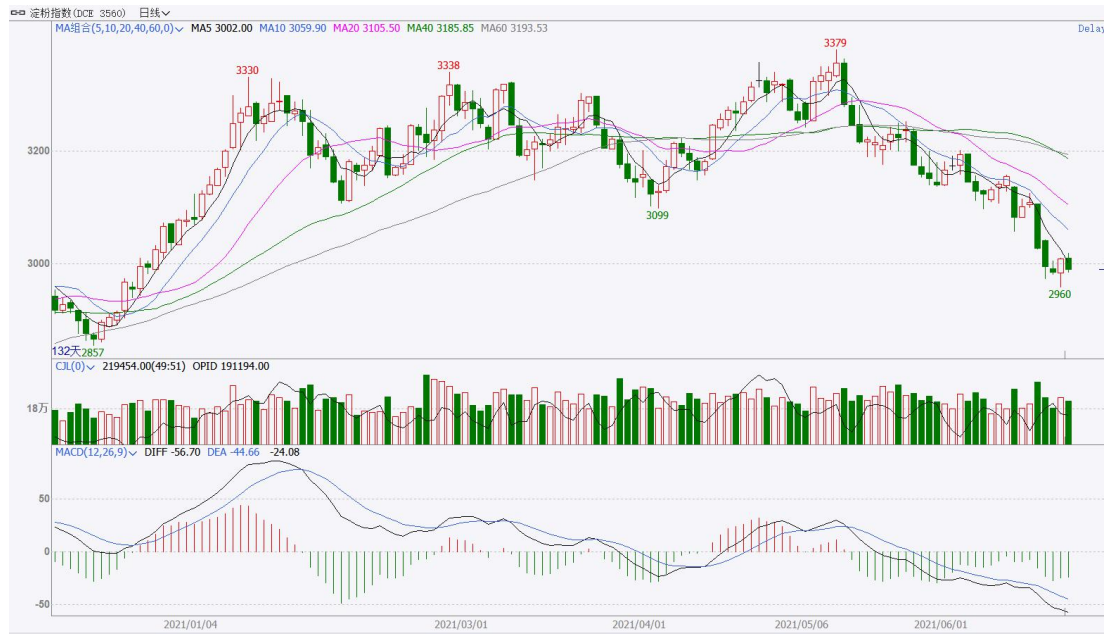 淀粉指数(DCE 3560) 日线
MA组合(5,10,20,40,60,0) MA5 3002.00 MA10 3059.90 MA20 3105.50 MA40 3185.85 MA60 3193.53 Delay
3379
3330 3338
3200
3099
3000
2960
132天 2857
CJL(0) 219454.00(49:51) OPID 191194.00
18万
MACD(12,26,9) DIFF -56.70 DEA -44.66 -24.08
50
0
-50
2021/01/04 2021/03/01 2021/04/01 2021/05/06 2021/06/01